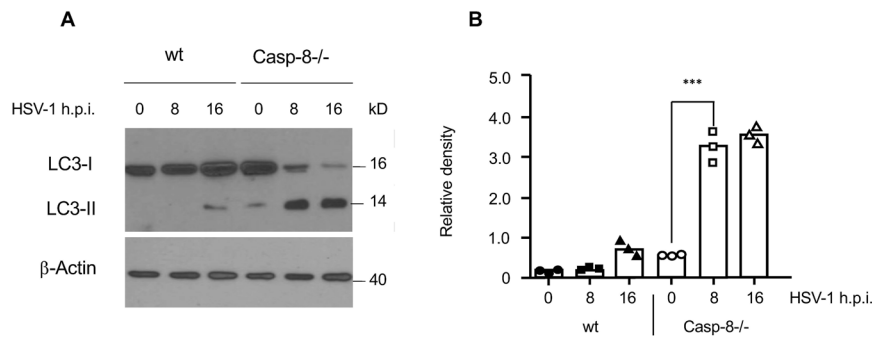 A
wt Casp-8-/-
HSV-1 h.p.i. 0 8 16 0 8 16 kD
LC3-I 16
LC3-II 14
β-Actin 40
B
Relative density
5.0
4.0
3.0
2.0
1.0
0
***
0 8 16 0 8 16 HSV-1 h.p.i.
wt Casp-8-/-